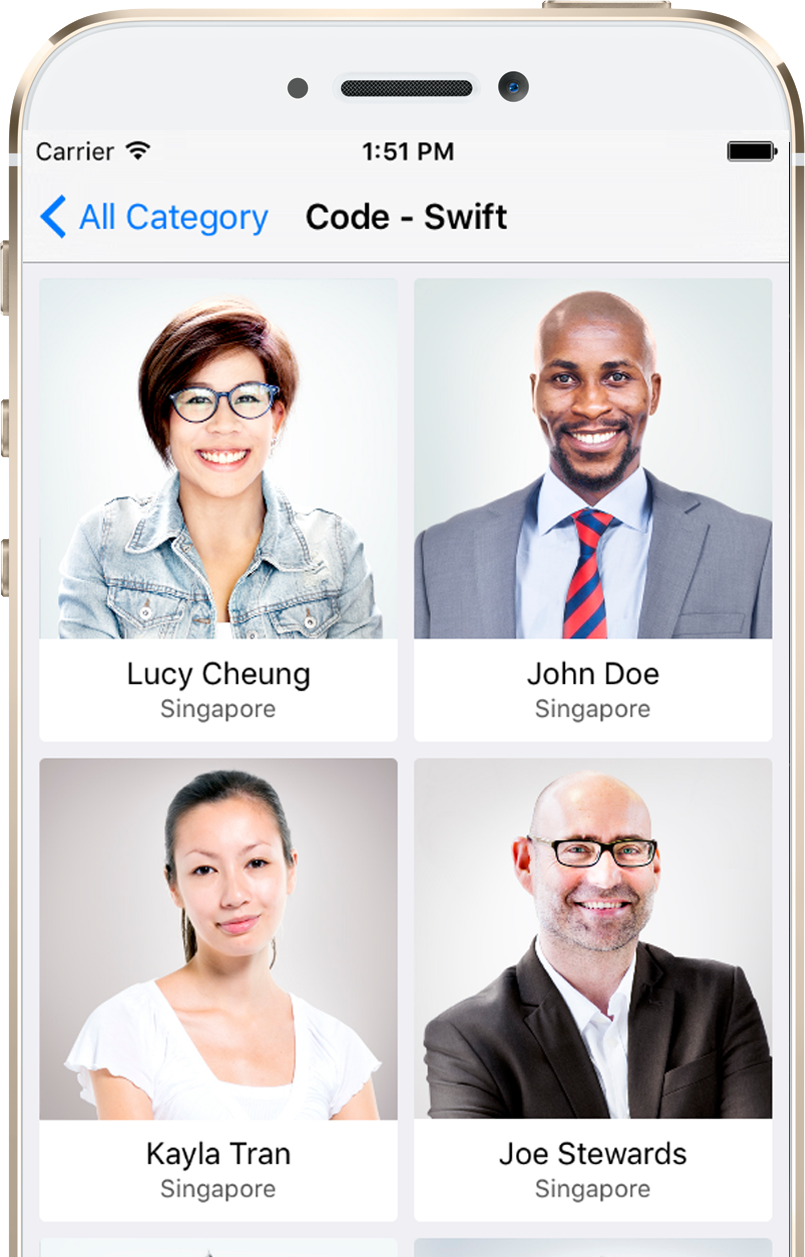 Carrier 1:51 PM
All Category Code - Swift
Lucy Cheung
Singapore
John Doe
Singapore
Kayla Tran
Singapore
Joe Stewards
Singapore